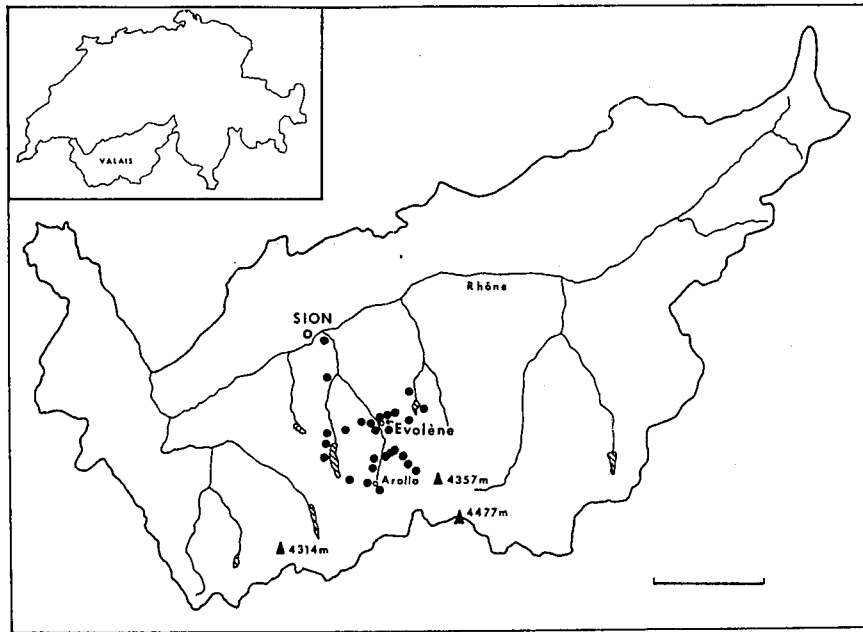 VALAIS
Rhône
SION
Evolène
Arolla
4357m
4477m
4314m